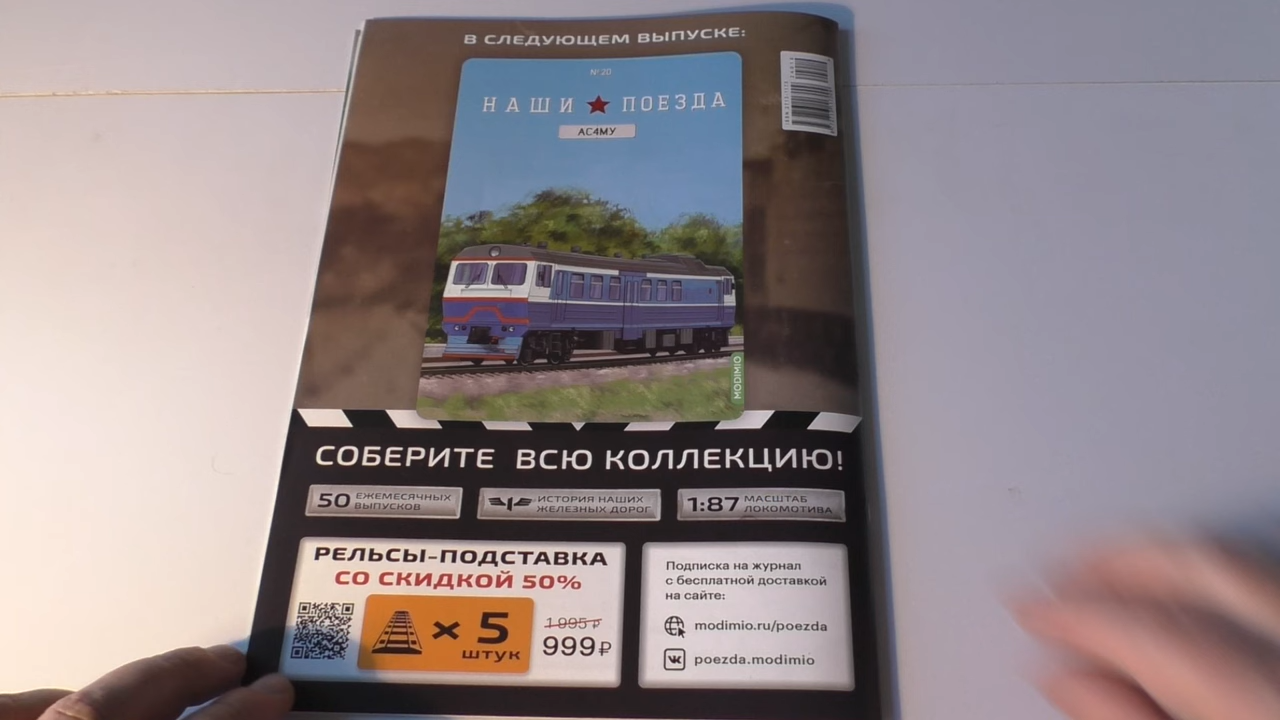 В СЛЕДУЮЩЕМ ВЫПУСКЕ:
№20
НАШИ ПОЕЗДА
АС4МУ
MODIMIO
СОБЕРИТЕ ВСЮ КОЛЛЕКЦИЮ!
50 ЕЖЕМЕСЯЧНЫХ
ВЫПУСКОВ
ИСТОРИЯ НАШИХ
ЖЕЛЕЗНЫХ ДОРОГ
1:87 МАСШТАБ
ЛОКОМОТИВА
РЕЛЬСЫ-ПОДСТАВКА
СО СКИДКОЙ 50%
× 5
ШТУК
1 995 ₽
999 ₽
Подписка на журнал
с бесплатной доставкой
на сайте:
modimio.ru/poezda
poezda.modimio